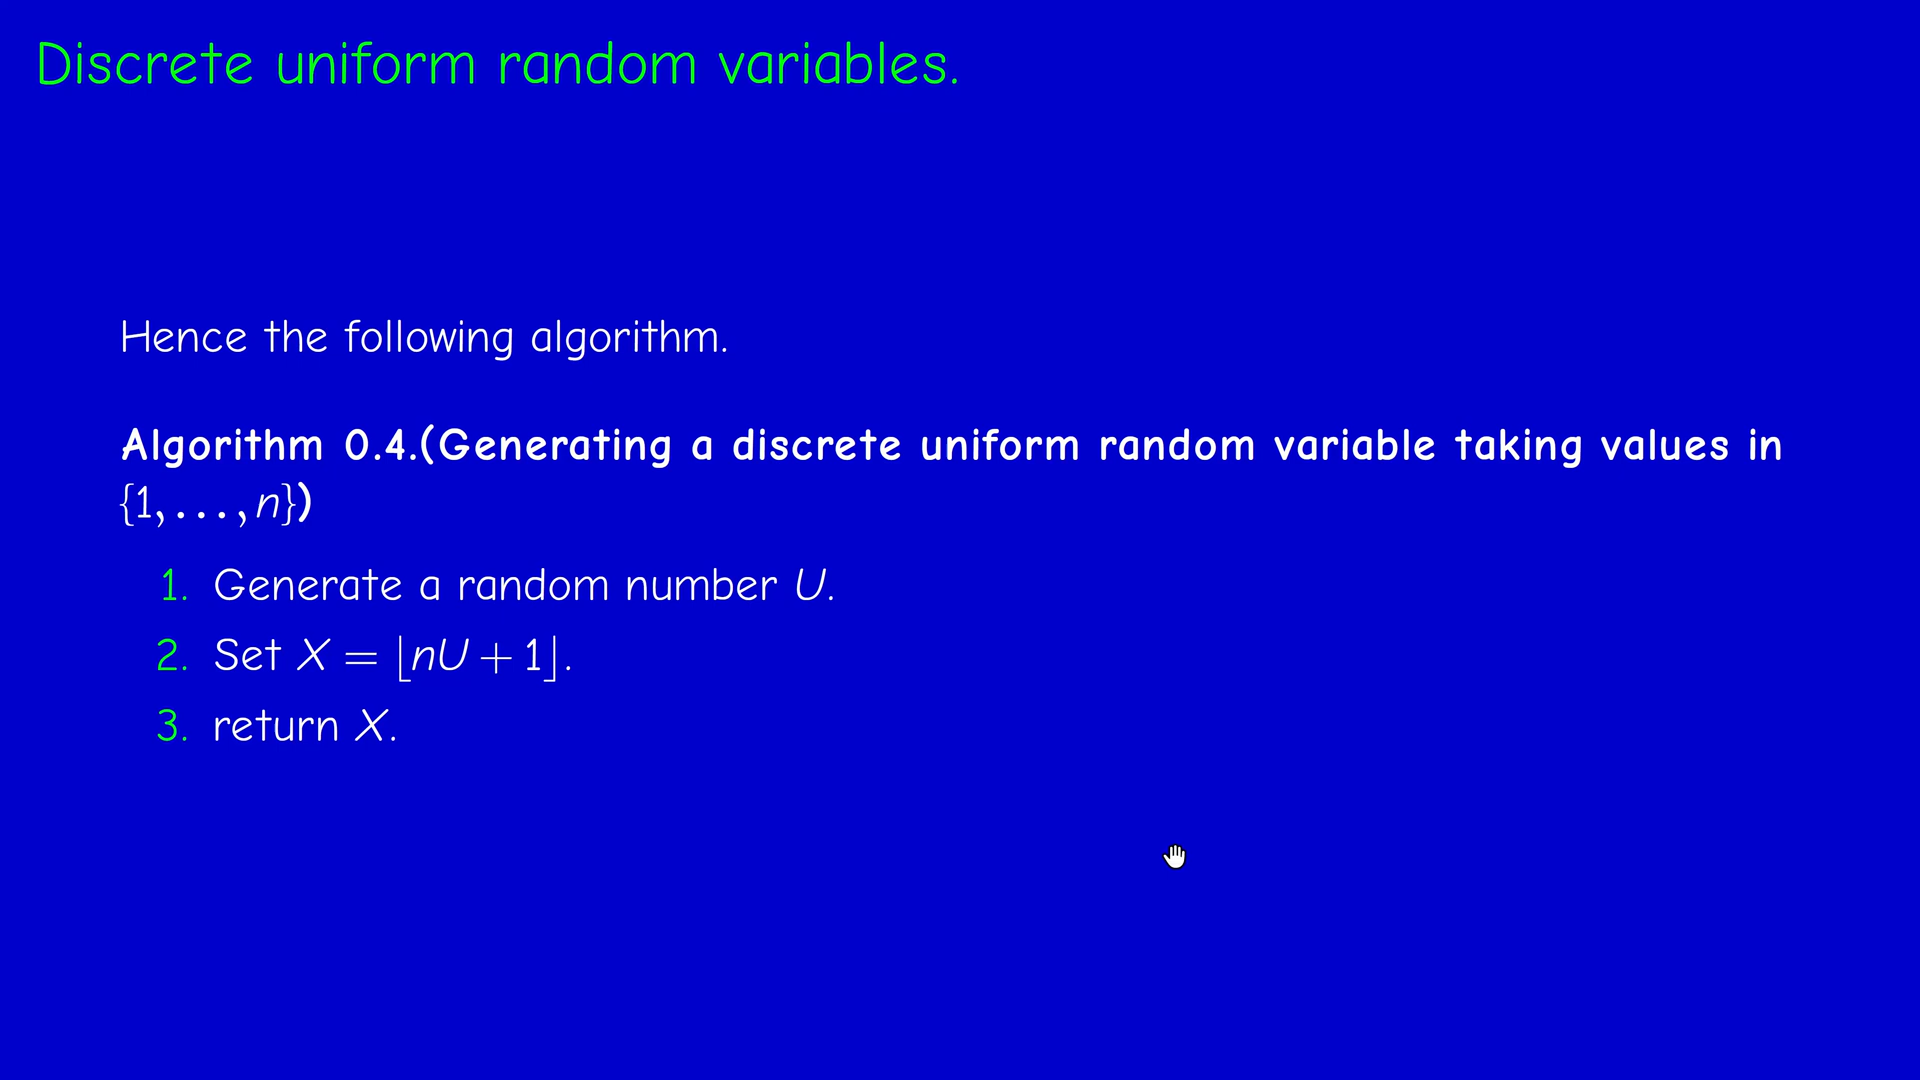 Discrete uniform random variables.
Hence the following algorithm.
Algorithm 0.4.(Generating a discrete uniform random variable taking values in
{1,...,n})
1. Generate a random number U.
2. Set X = ⌊nU + 1⌋.
3. return X.